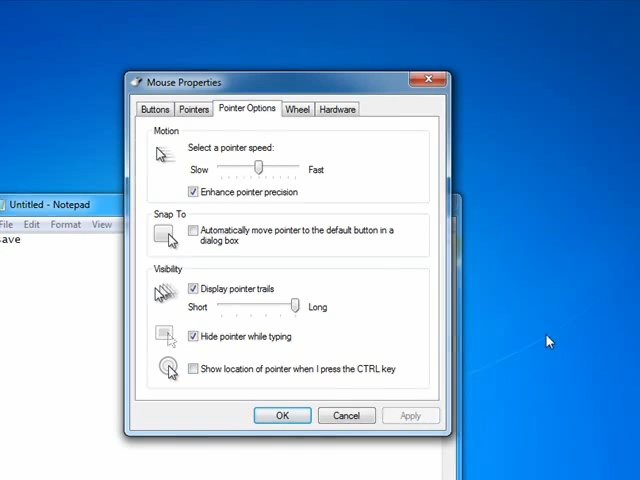 Mouse Properties
Buttons Pointers Pointer Options Wheel Hardware
Motion
Select a pointer speed:
Slow Fast
Enhance pointer precision
Untitled - Notepad
File Edit Format View
save
Snap To
Automatically move pointer to the default button in a
dialog box
Visibility
Display pointer trails
Short Long
Hide pointer while typing
Show location of pointer when I press the CTRL key
OK Cancel Apply